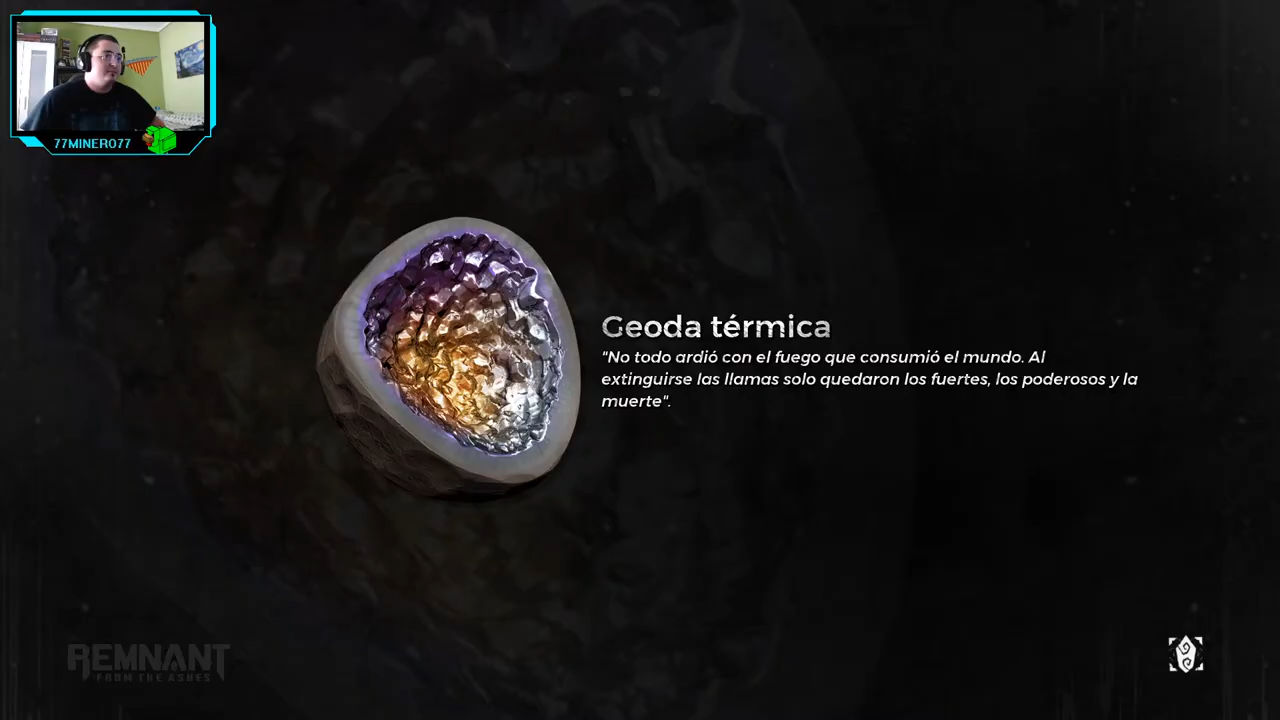 77MINERO77
Geoda térmica
"No todo ardió con el fuego que consumió el mundo. Al
extinguirse las llamas solo quedaron los fuertes, los poderosos y la
muerte".
REMNANT
FROM THE ASHES